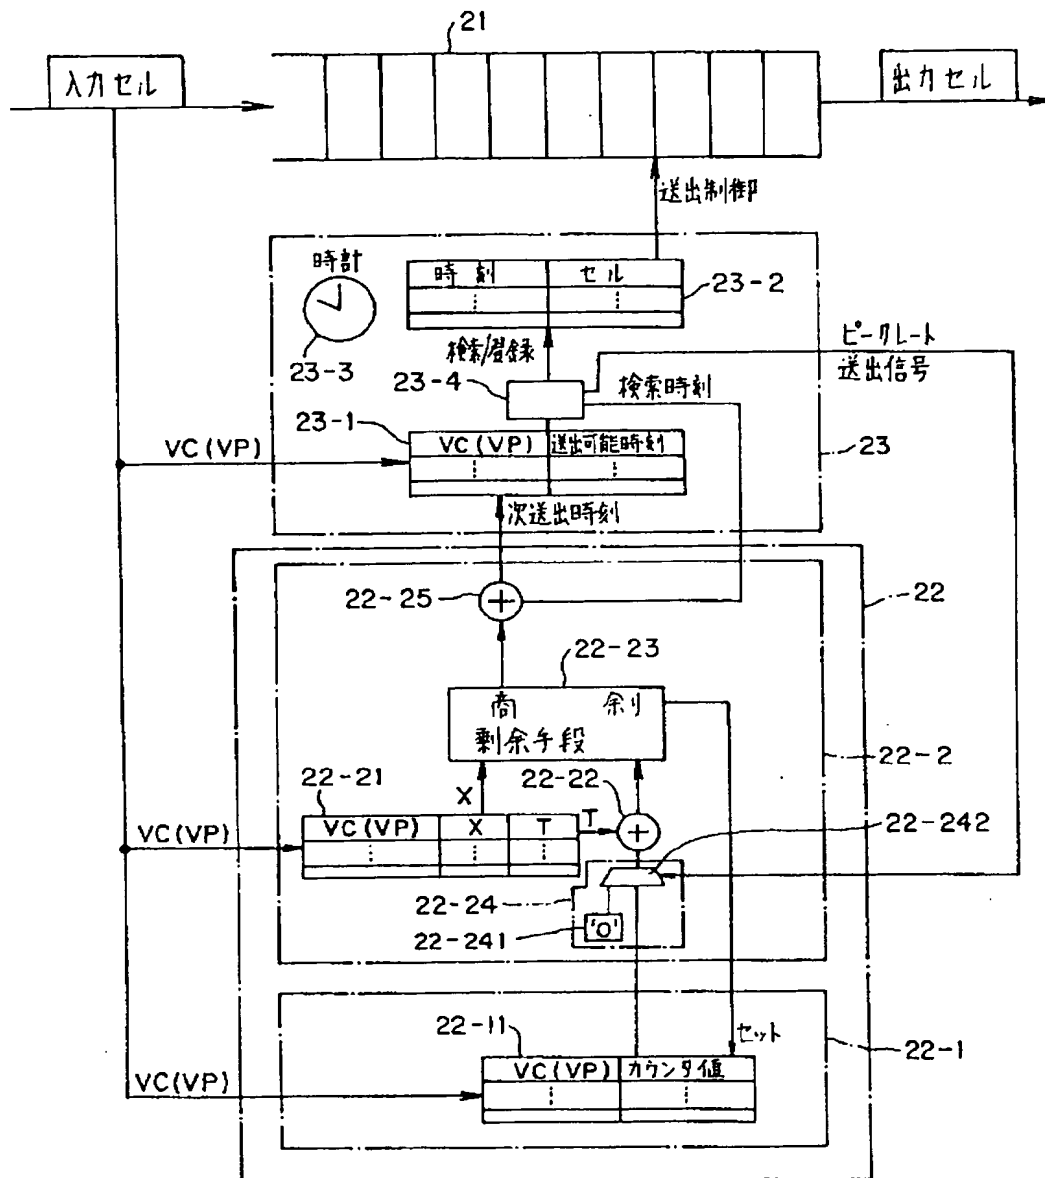 21
入力セル
出力セル
送出制御
時計
時刻 セル
23-2
23-3
検索/登録
ピークレート
送出信号
23-4
検索時刻
23-1
VC(VP) 送出可能時刻
VC(VP)
23
次送出時刻
22-25
22
22-23
商 余り
剰余手段
22-2
22-21
X
22-22
T
VC(VP) X T
22-242
VC(VP)
22-24
'0'
22-241
22-11
セット
22-1
VC(VP) カウンタ値
VC(VP)